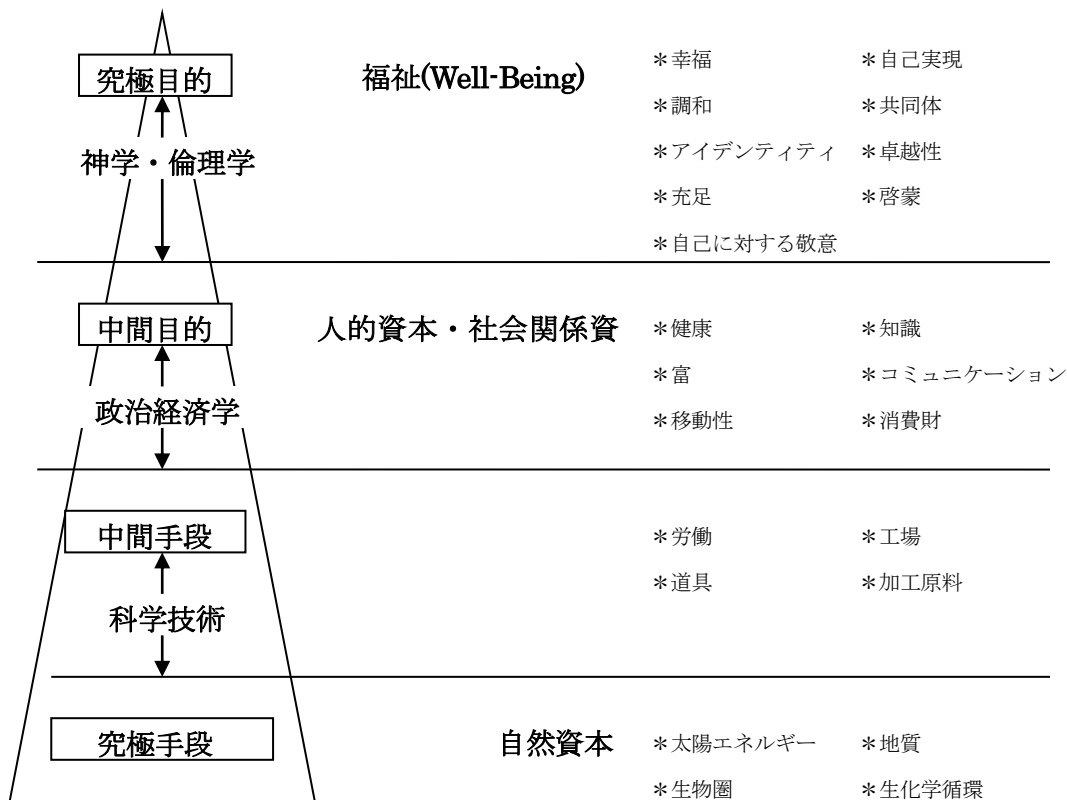 究極目的
福祉(Well-Being)
＊幸福 ＊自己実現
＊調和 ＊共同体
神学・倫理学
＊アイデンティティ ＊卓越性
＊充足 ＊啓蒙
＊自己に対する敬意
中間目的
人的資本・社会関係資
＊健康 ＊知識
＊富 ＊コミュニケーション
政治経済学
＊移動性 ＊消費財
中間手段
＊労働 ＊工場
＊道具 ＊加工原料
科学技術
究極手段
自然資本
＊太陽エネルギー ＊地質
＊生物圏 ＊生化学循環